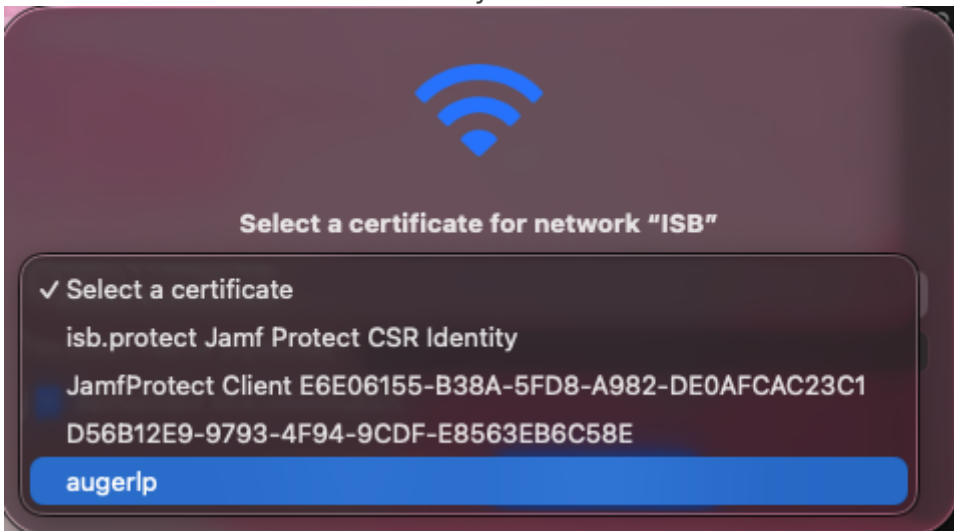 Select a certificate for network “ISB”
✓ Select a certificate
isb.protect Jamf Protect CSR Identity
JamfProtect Client E6E06155-B38A-5FD8-A982-DE0AFCAC23C1
D56B12E9-9793-4F94-9CDF-E8563EB6C58E
augerlp